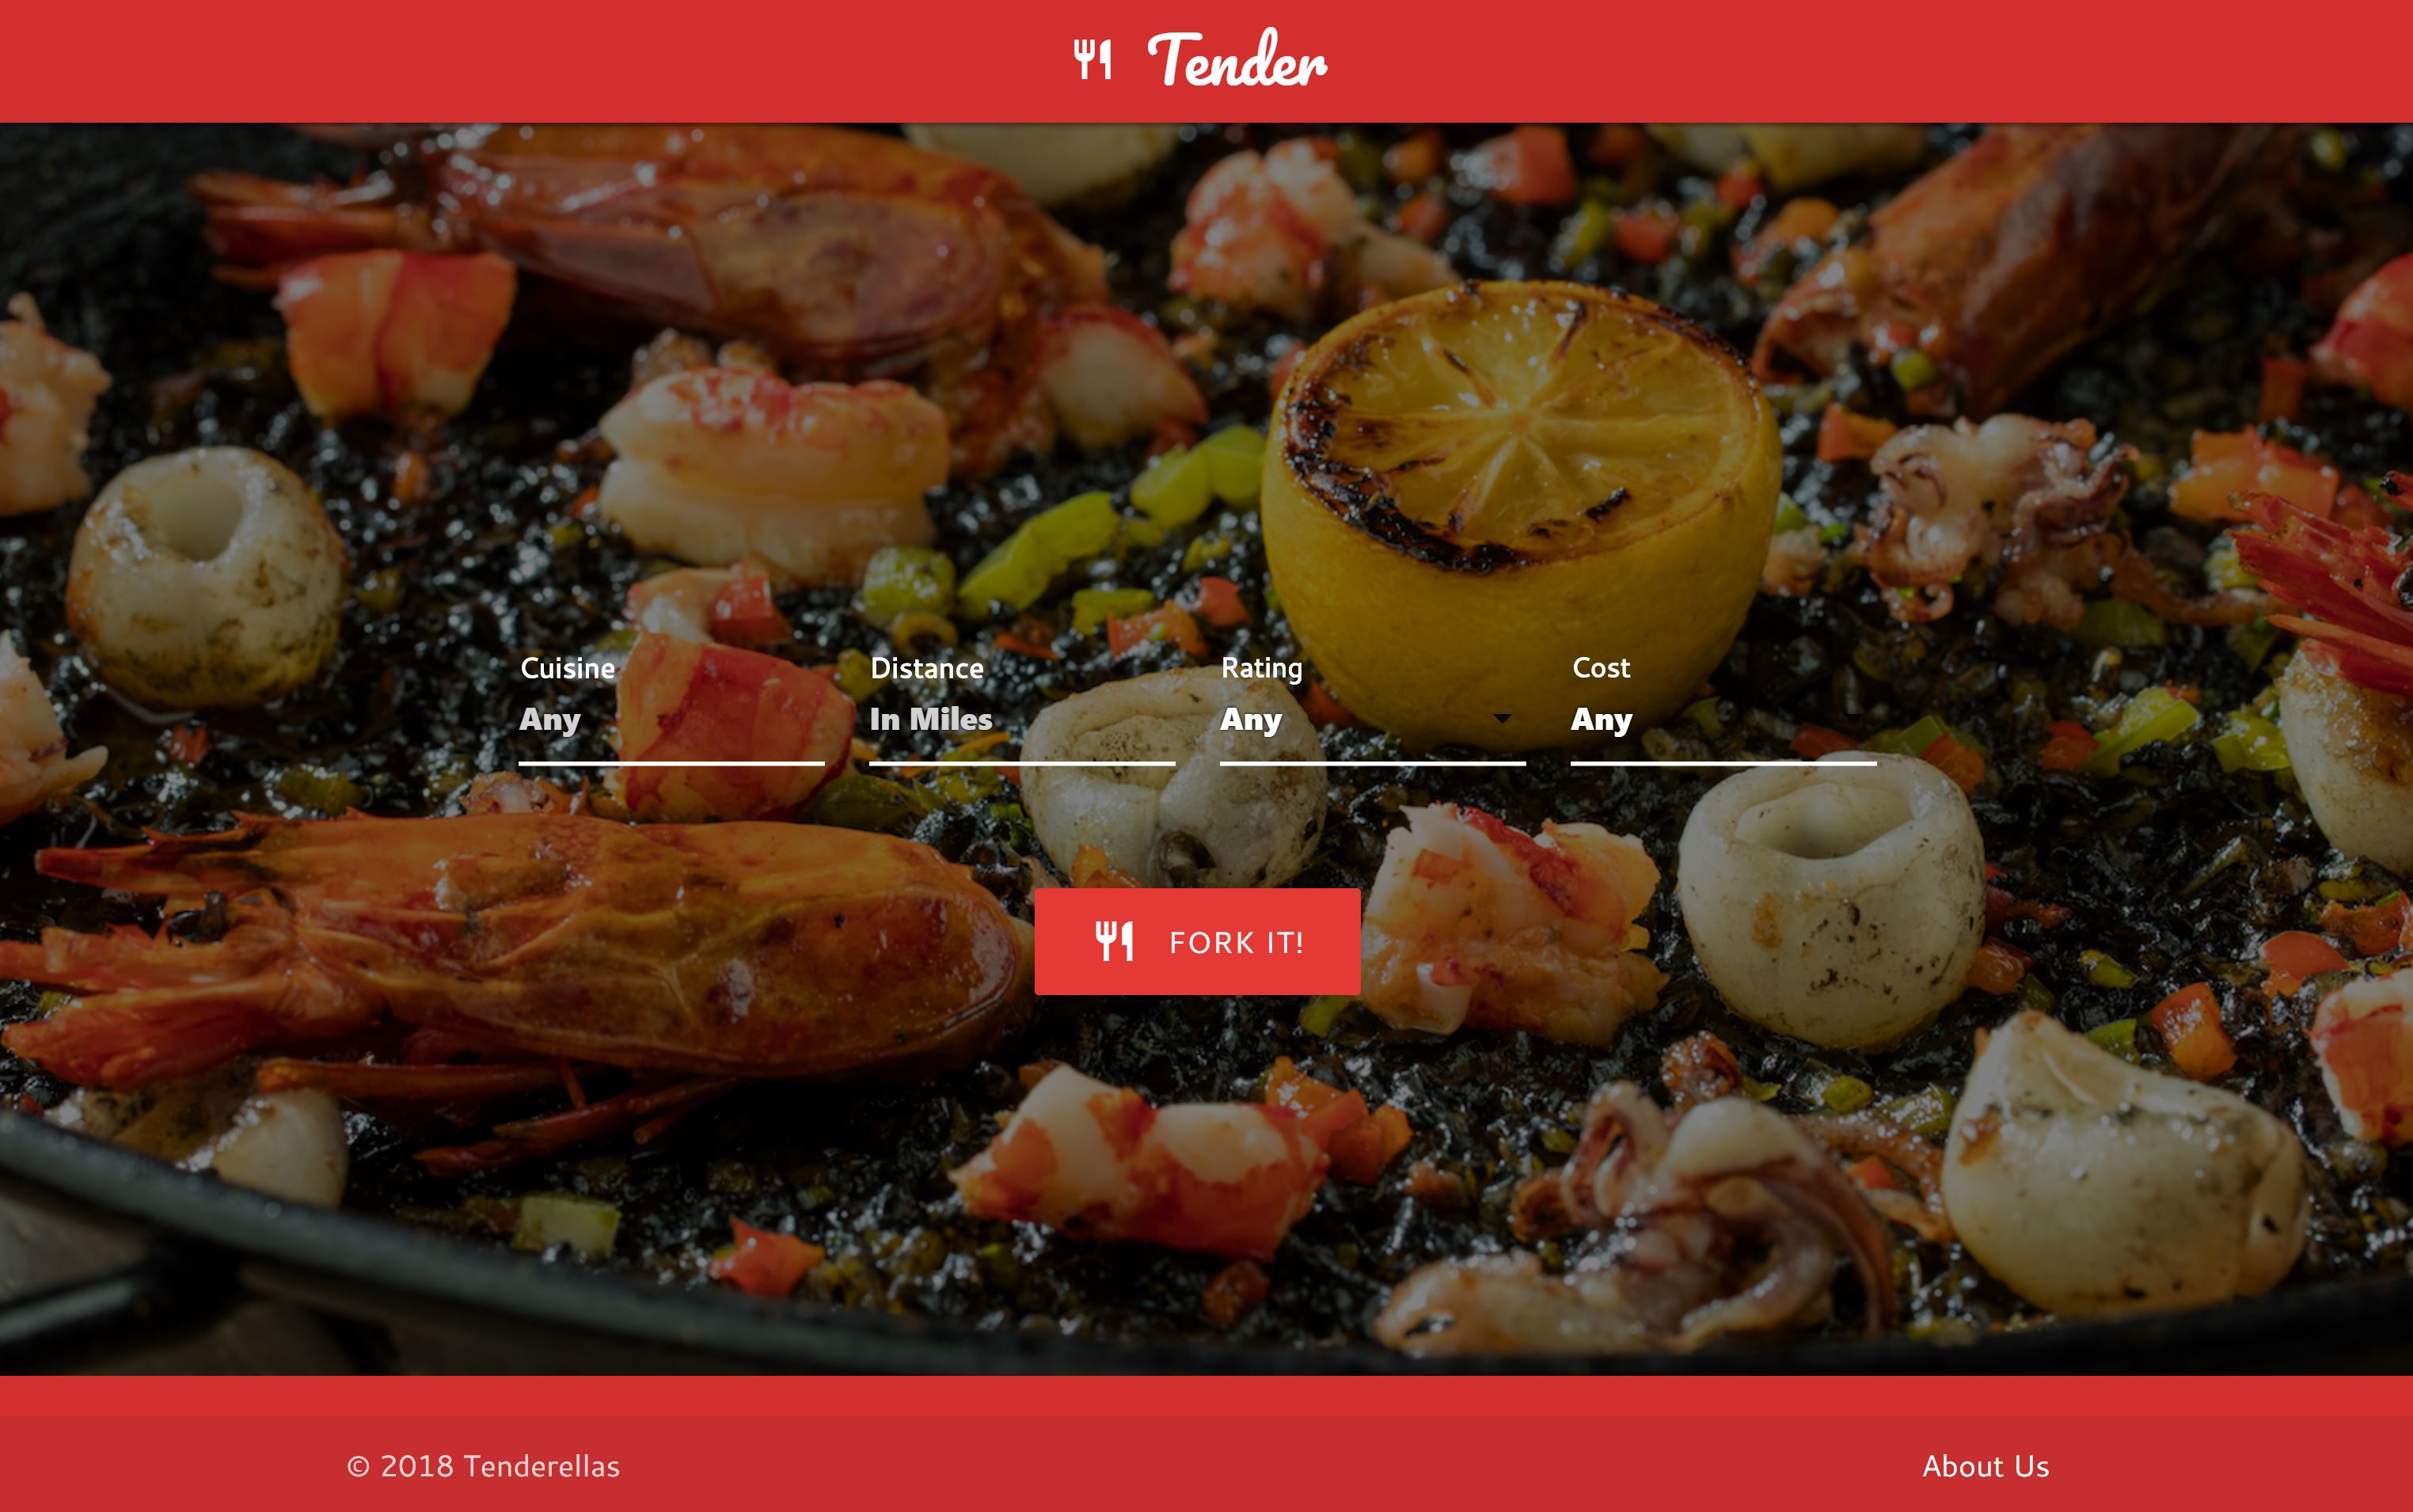 Tender
Cuisine Distance Rating Cost
Any In Miles Any Any
FORK IT!
© 2018 Tenderellas About Us